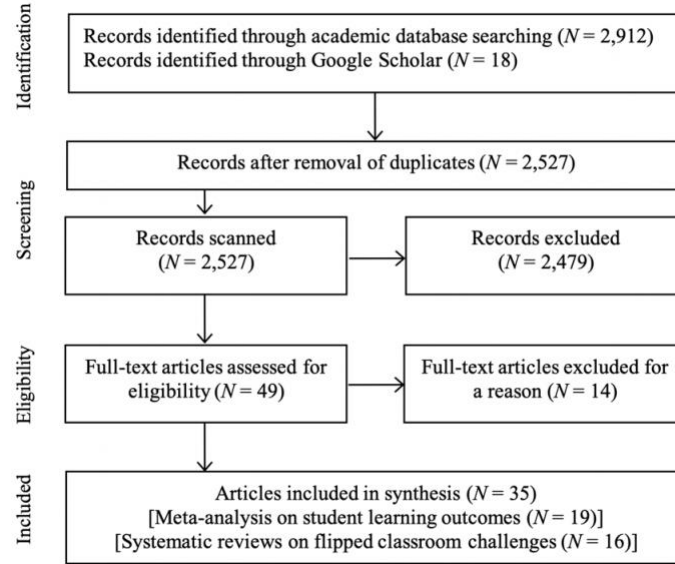 Identification
Records identified through academic database searching (N = 2,912)
Records identified through Google Scholar (N = 18)
Screening
Records after removal of duplicates (N = 2,527)
Records scanned
(N = 2,527)
Records excluded
(N = 2,479)
Eligibility
Full-text articles assessed for
eligibility (N = 49)
Full-text articles excluded for
a reason (N = 14)
Included
Articles included in synthesis (N = 35)
[Meta-analysis on student learning outcomes (N = 19)]
[Systematic reviews on flipped classroom challenges (N = 16)]